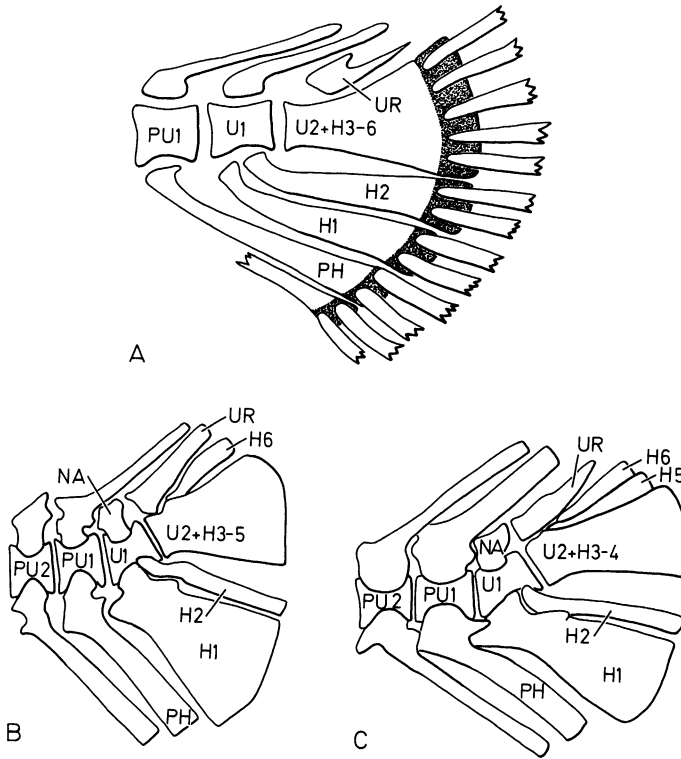 UR
PU1
U1
U2+H3-6
H2
H1
PH
A
UR
H6
NA
U2+H3-5
PU2
PU1
U1
H2
H1
PH
B
UR
H6
H5
NA
U2+H3-4
PU2
PU1
U1
H2
H1
PH
C